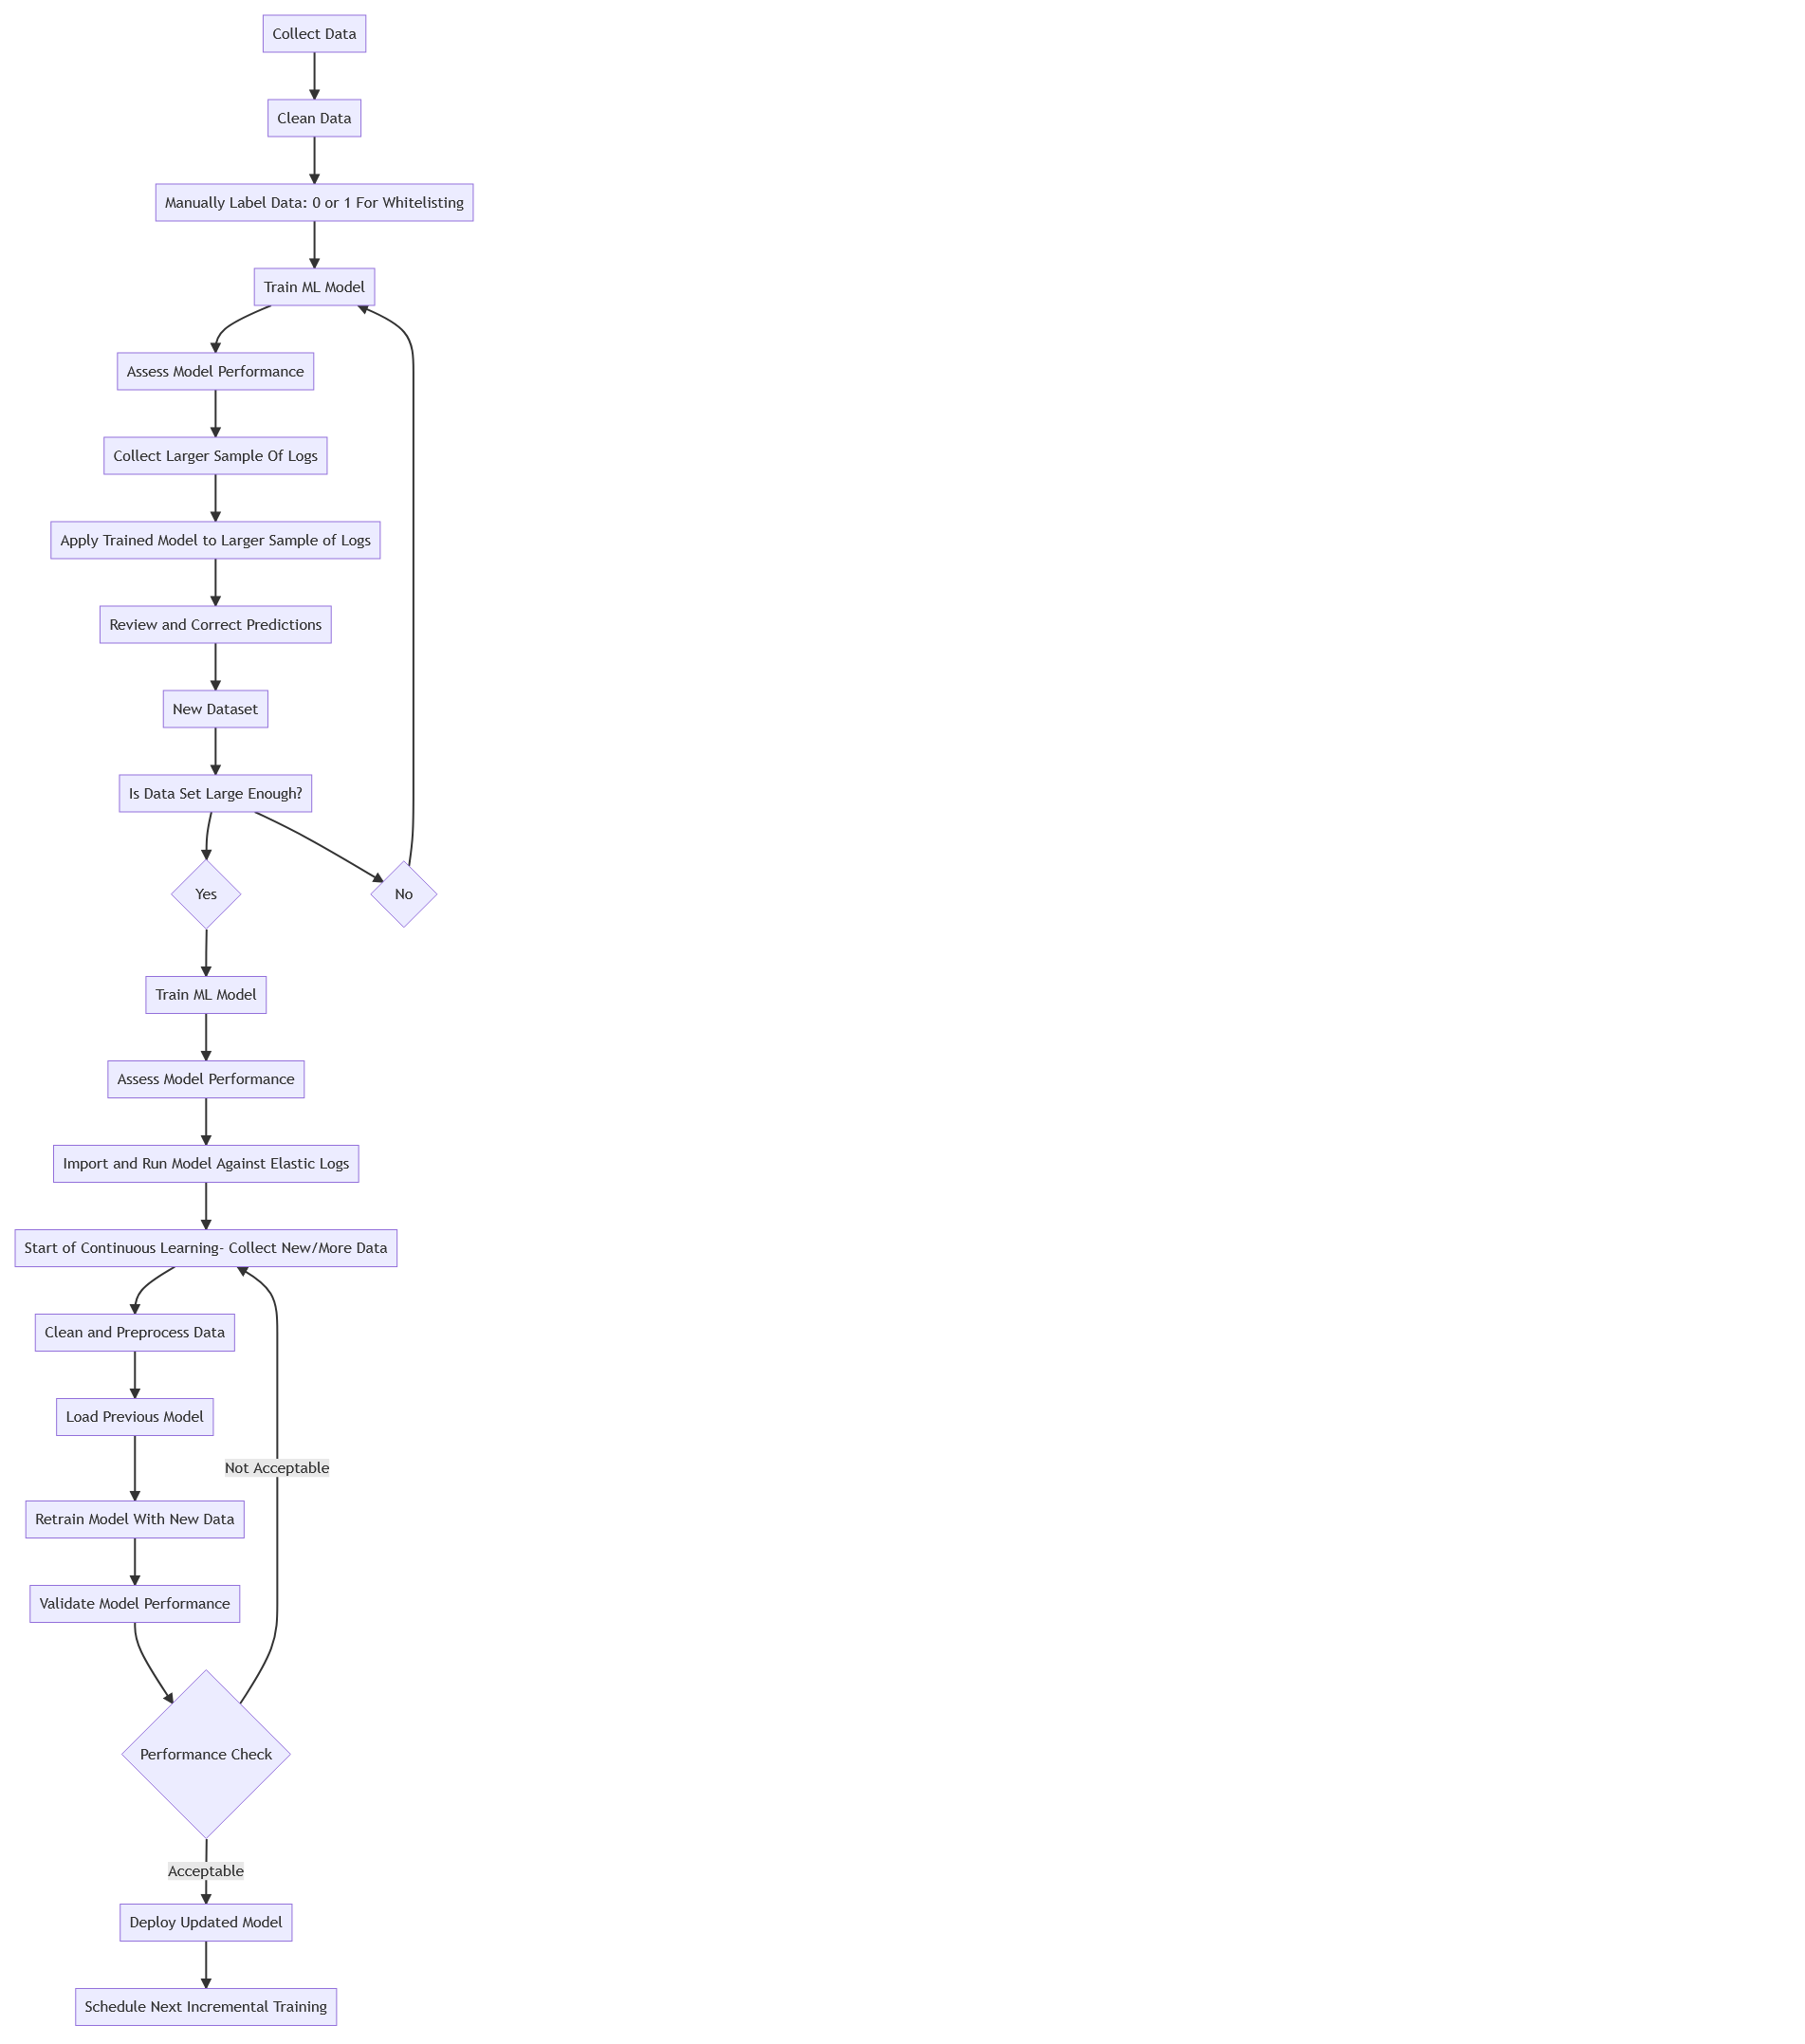 Collect Data
Clean Data
Manually Label Data: 0 or 1 For Whitelisting
Train ML Model
Assess Model Performance
Collect Larger Sample Of Logs
Apply Trained Model to Larger Sample of Logs
Review and Correct Predictions
New Dataset
Is Data Set Large Enough?
Yes
No
Train ML Model
Assess Model Performance
Import and Run Model Against Elastic Logs
Start of Continuous Learning- Collect New/More Data
Clean and Preprocess Data
Load Previous Model
Not Acceptable
Retrain Model With New Data
Validate Model Performance
Performance Check
Acceptable
Deploy Updated Model
Schedule Next Incremental Training